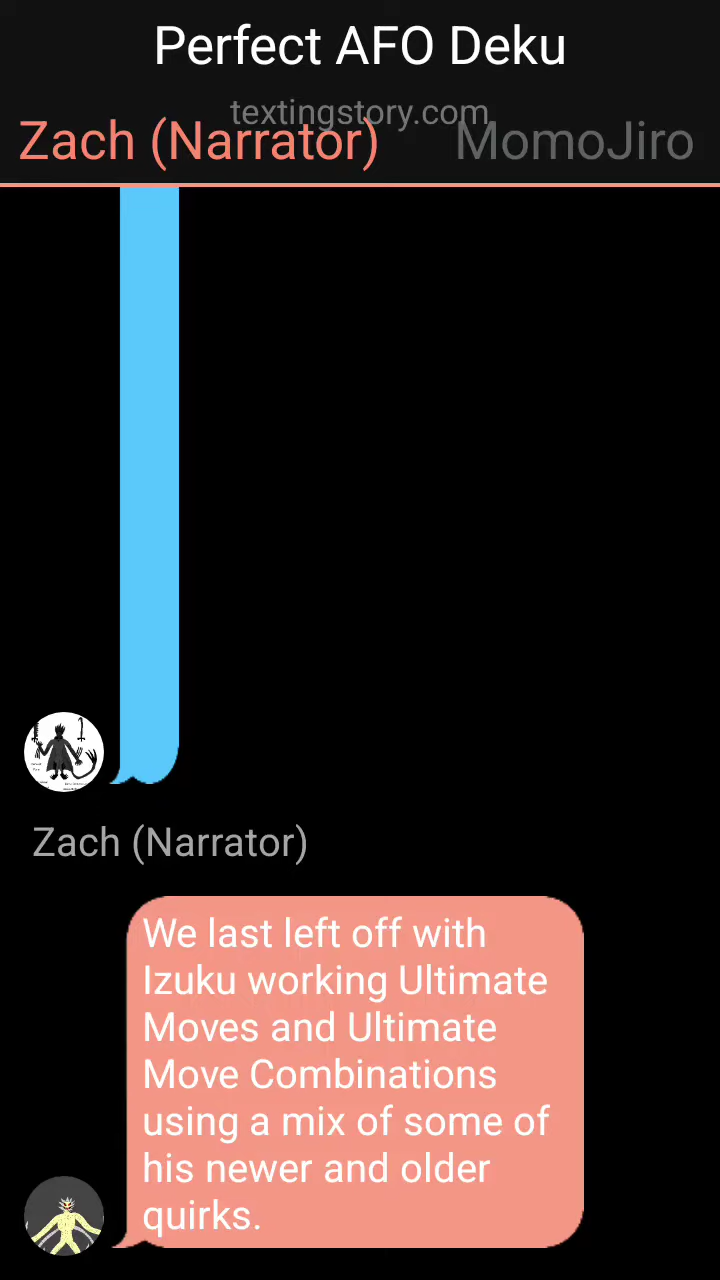 Perfect AFO Deku
textingstory.com
Zach (Narrator)
MomoJiro
Zach (Narrator)
We last left off with
Izuku working Ultimate
Moves and Ultimate
Move Combinations
using a mix of some of
his newer and older
quirks.